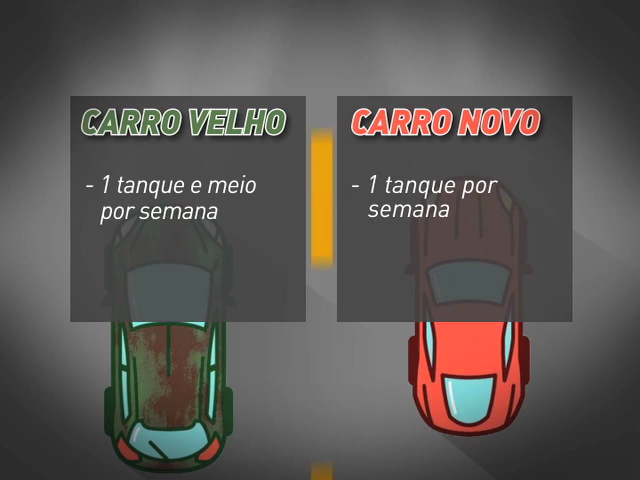 CARRO VELHO
- 1 tanque e meio
por semana
CARRO NOVO
- 1 tanque por
semana